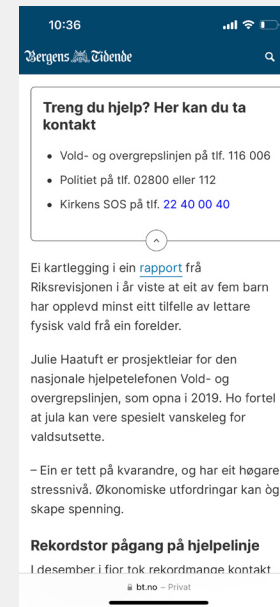 10:36
Bergens Tidende
Treng du hjelp? Her kan du ta
kontakt
• Vold- og overgrepslinjen på tlf. 116 006
• Politiet på tlf. 02800 eller 112
• Kirkens SOS på tlf. 22 40 00 40
Ei kartlegging i ein rapport frå
Riksrevisjonen i år viste at eit av fem barn
har opplevd minst eitt tilfelle av lettare
fysisk vald frå ein forelder.
Julie Haatuft er prosjektleiar for den
nasjonale hjelpetelefonen Vold- og
overgrepslinjen, som opna i 2019. Ho fortel
at jula kan vere spesielt vanskeleg for
valdsutsette.
– Ein er tett på kvarandre, og har eit høgare
stressnivå. Økonomiske utfordringar kan òg
skape spenning.
Rekordstor pågang på hjelpelinje
I desember i fjor tok rekordmange kontakt
bt.no – Privat